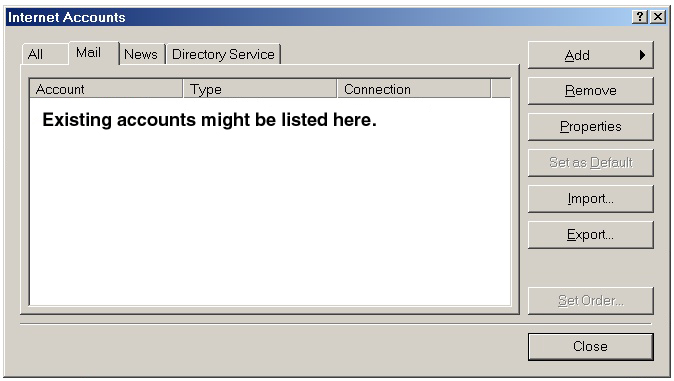 Internet Accounts
All Mail News Directory Service
Add
Remove
Properties
Set as Default
Import...
Export...
Set Order...
Close
Account Type Connection
Existing accounts might be listed here.